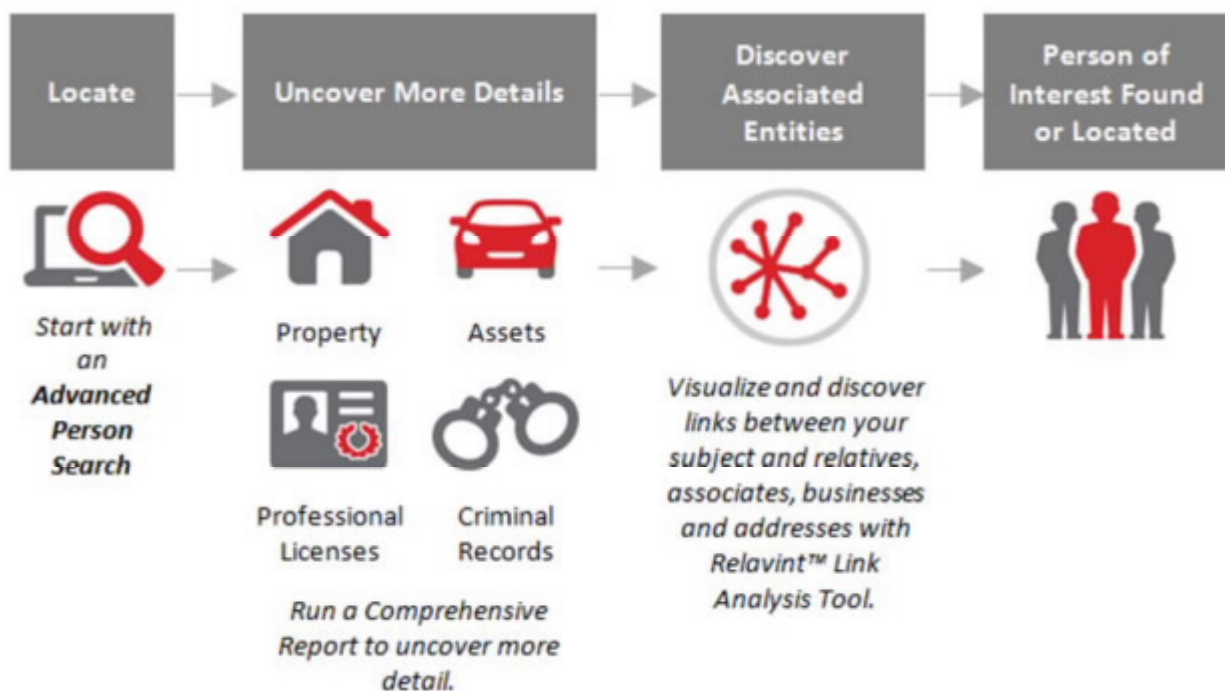 Locate
Uncover More Details
Discover
Associated
Entities
Person of
Interest Found
or Located
Start with
an
Advanced
Person
Search
Property
Assets
Professional
Licenses
Criminal
Records
Run a Comprehensive
Report to uncover more
detail.
Visualize and discover
links between your
subject and relatives,
associates, businesses
and addresses with
Relavint™ Link
Analysis Tool.